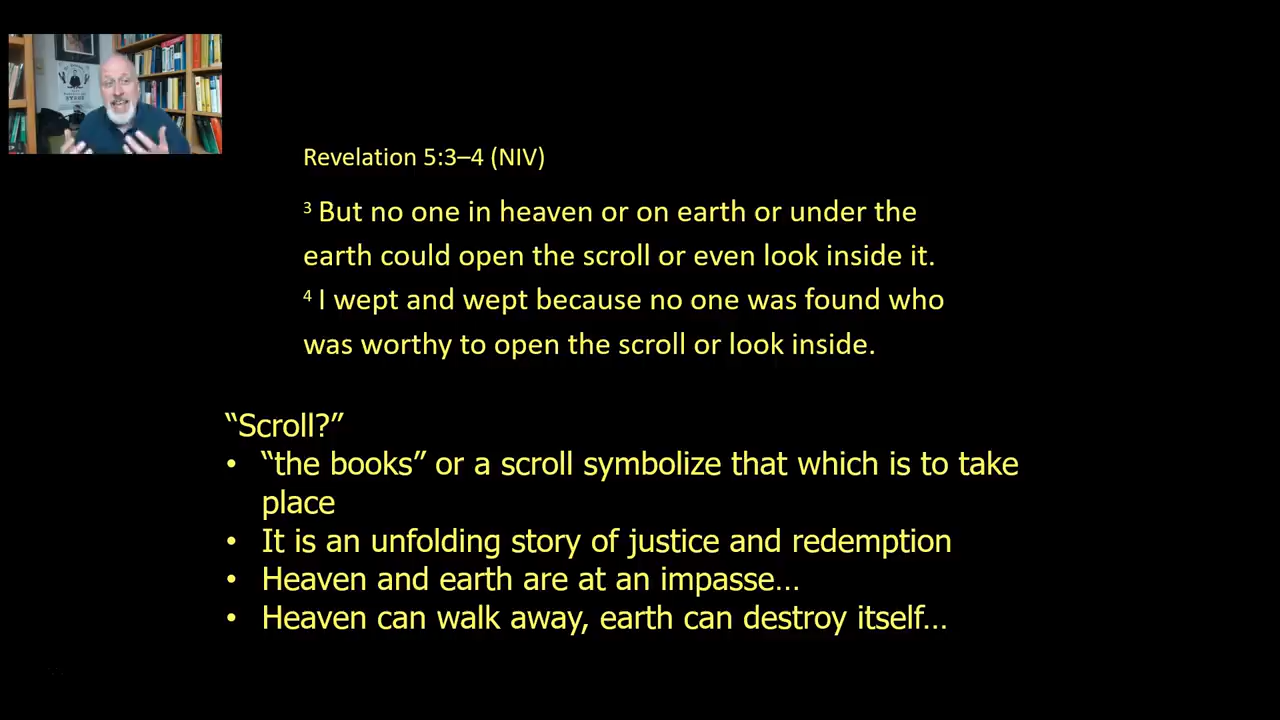 Revelation 5:3–4 (NIV)
3 But no one in heaven or on earth or under the
earth could open the scroll or even look inside it.
4 I wept and wept because no one was found who
was worthy to open the scroll or look inside.
“Scroll?”
• “the books” or a scroll symbolize that which is to take
place
• It is an unfolding story of justice and redemption
• Heaven and earth are at an impasse…
• Heaven can walk away, earth can destroy itself…